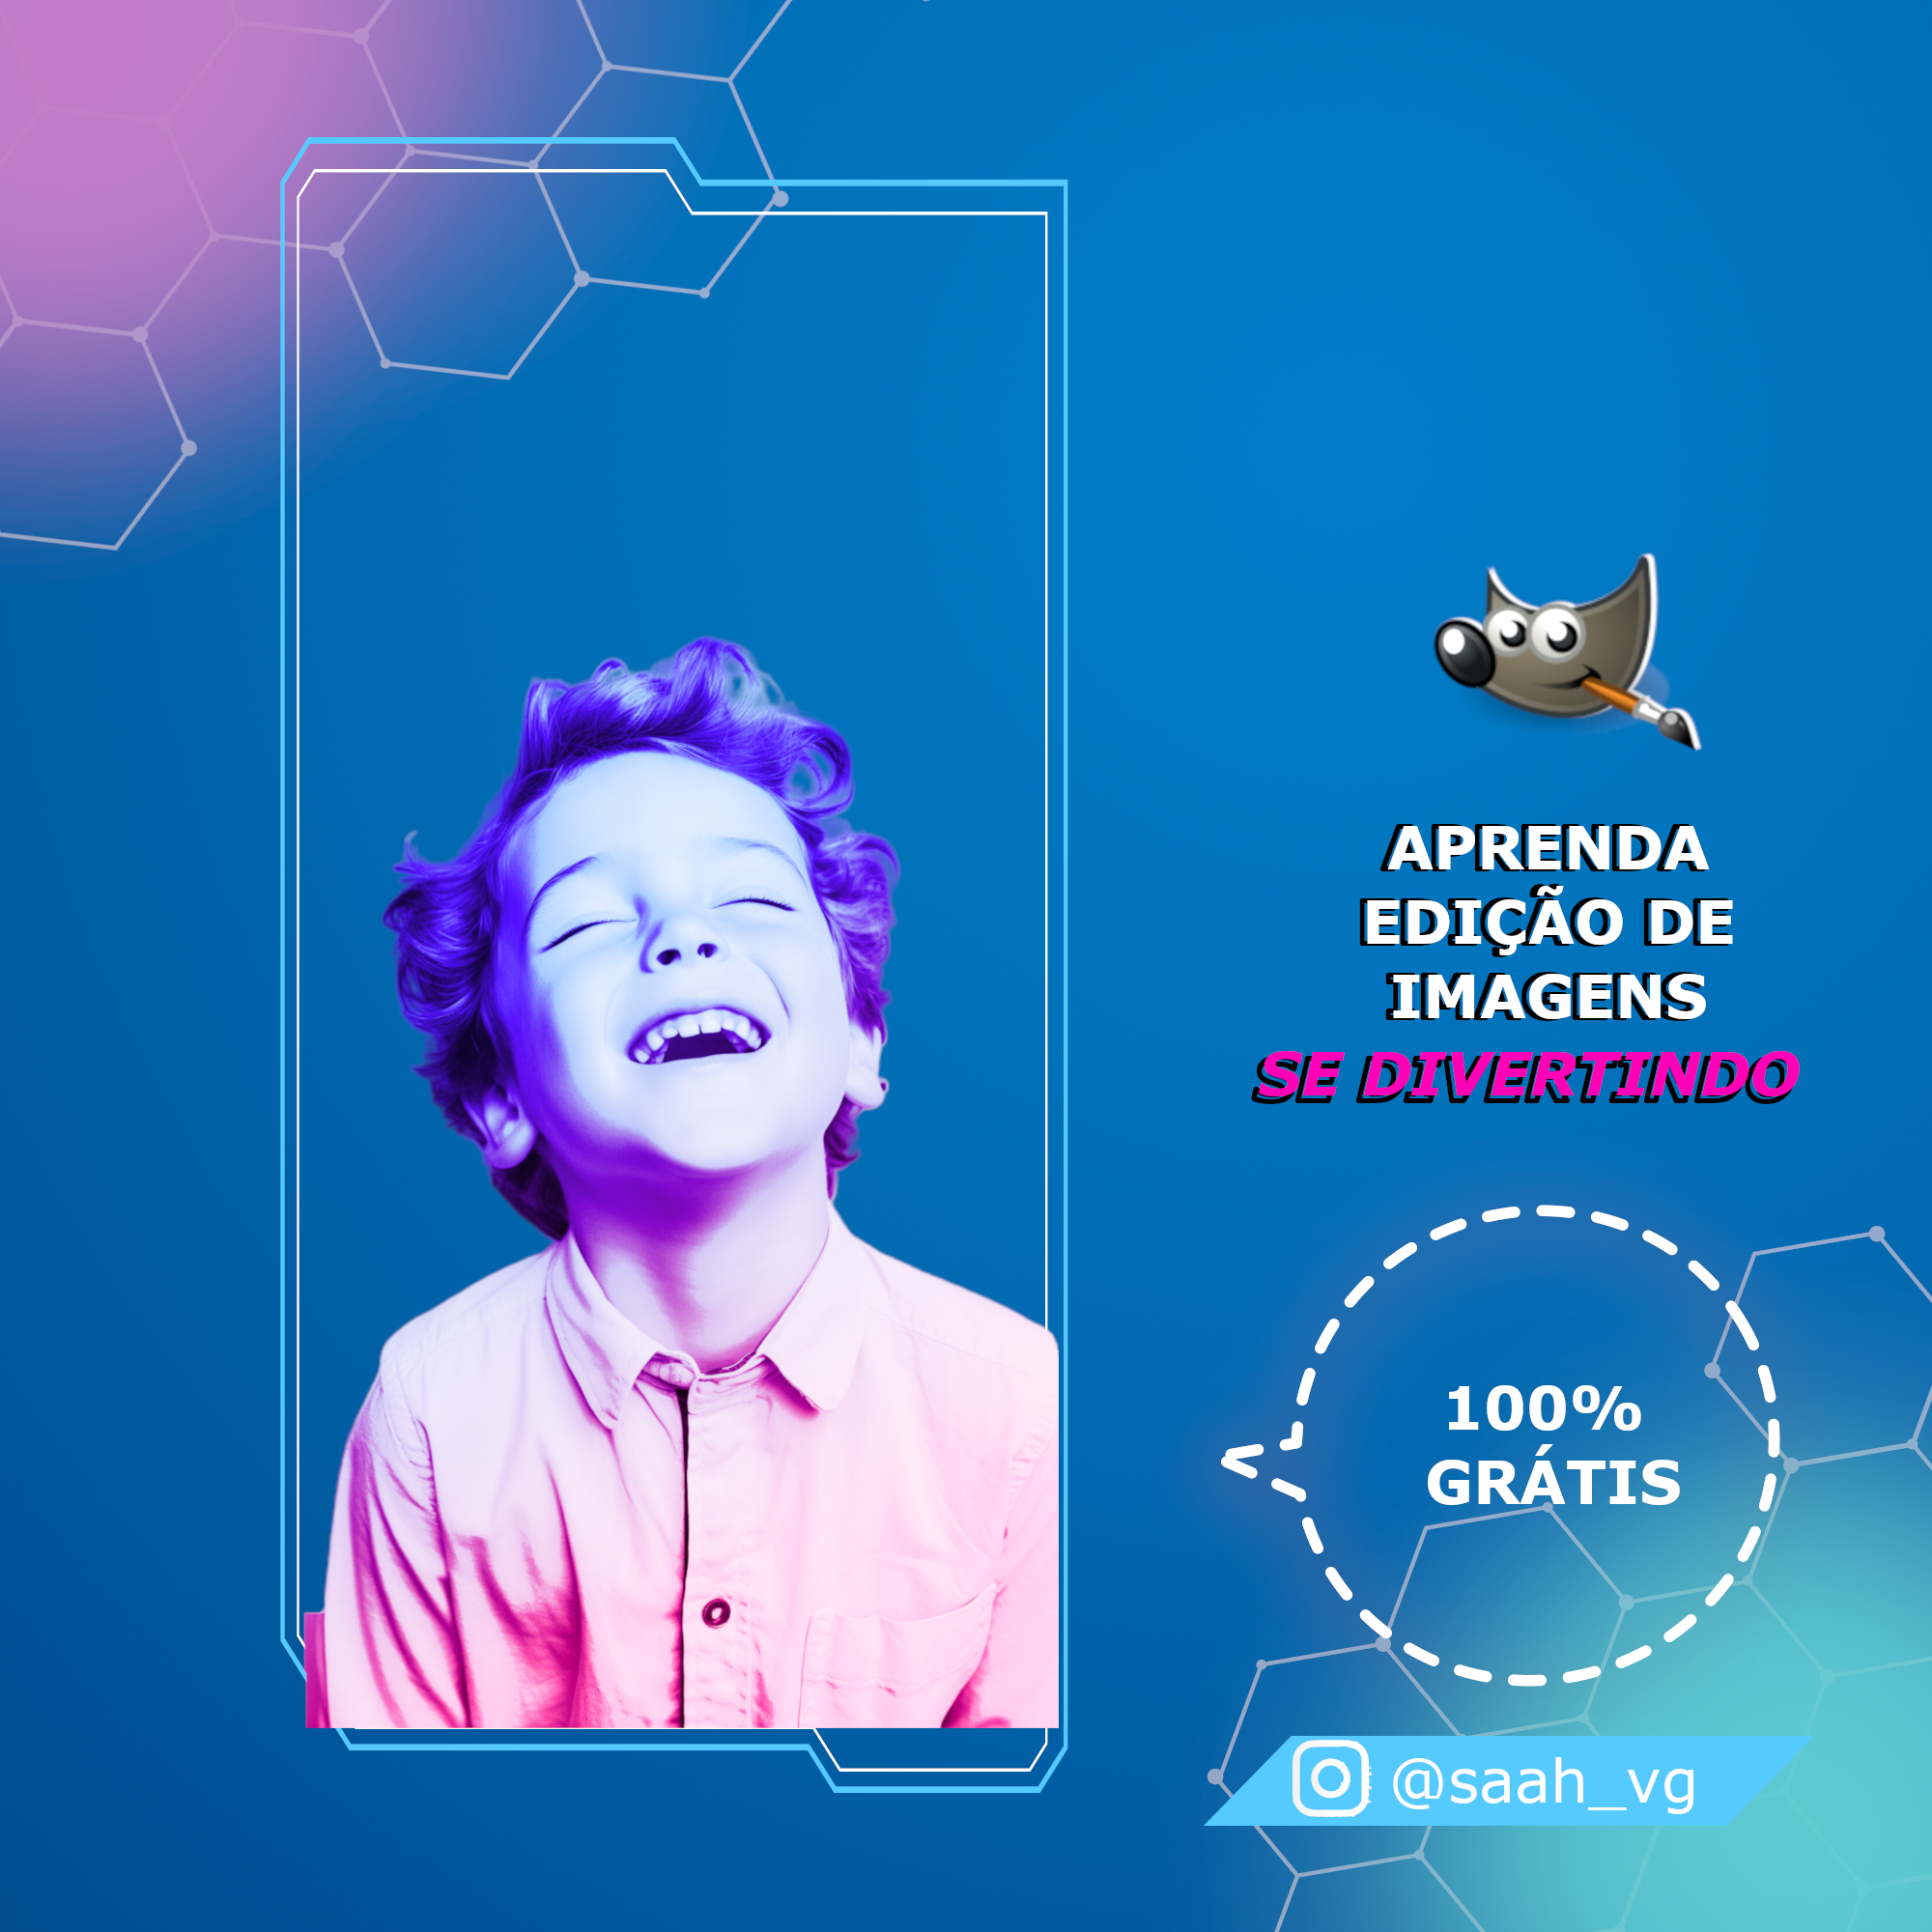 APRENDA
EDIÇÃO DE
IMAGENS
SE DIVERTINDO
100%
GRÁTIS
@saah_vg